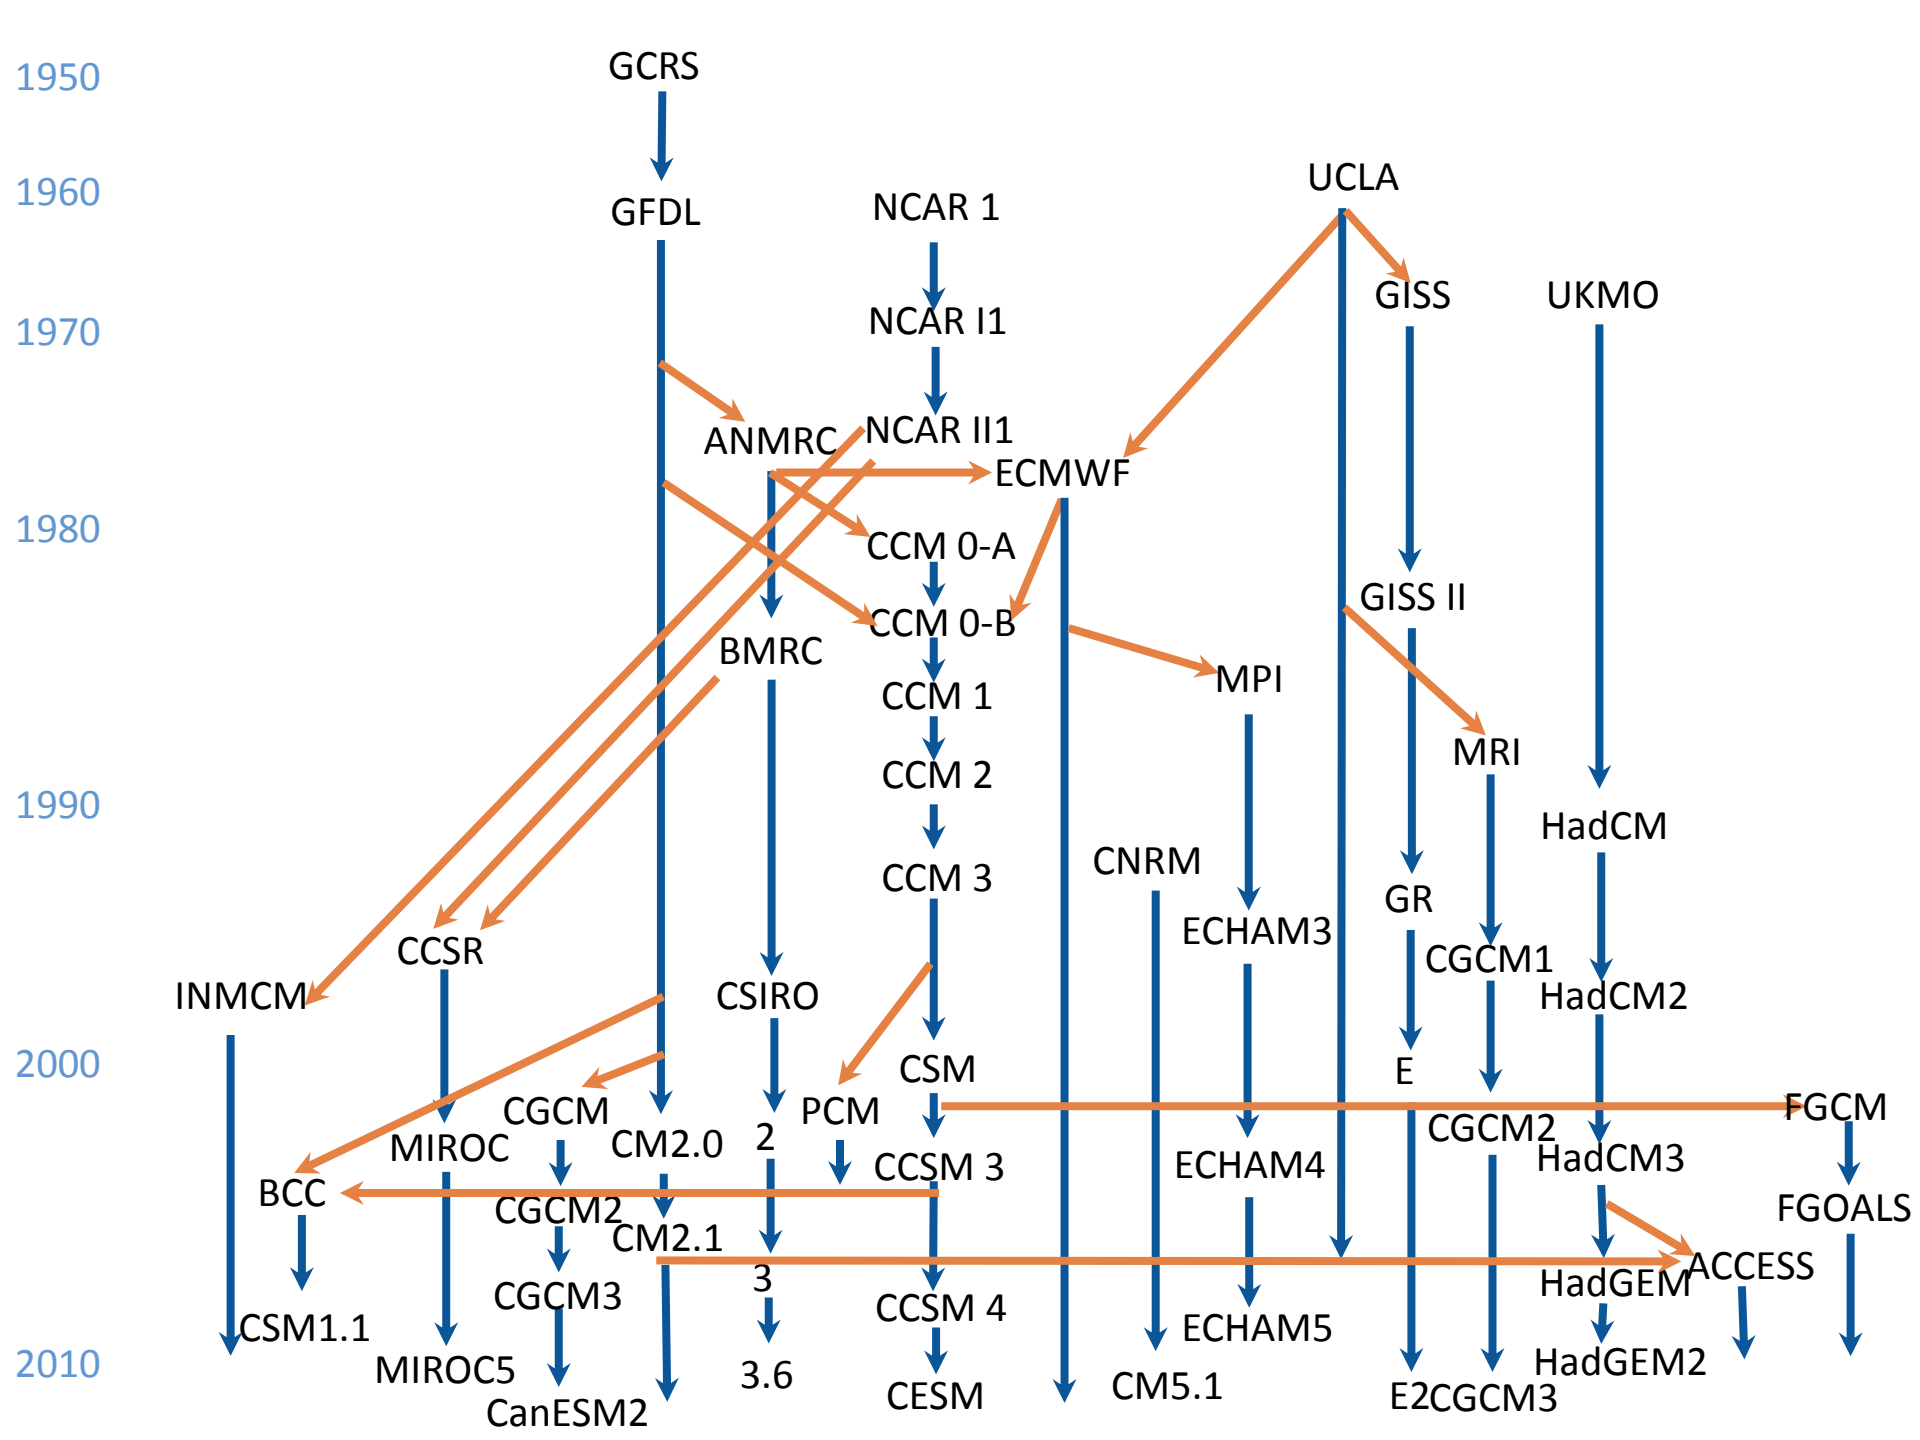 1950
GCRS
1960
UCLA
GFDL
NCAR 1
GISS
UKMO
1970
NCAR I1
ANMRC
NCAR II1
ECMWF
1980
CCM 0-A
GISS II
CCM 0-B
BMRC
MPI
CCM 1
MRI
CCM 2
1990
HadCM
CNRM
CCM 3
GR
ECHAM3
CCSR
CGCM1
INMCM
CSIRO
HadCM2
2000
CSM
E
CGCM
PCM
FGCM
MIROC
CM2.0
2
CGCM2
HadCM3
CCSM 3
ECHAM4
BCC
CGCM2
FGOALS
CM2.1
ACCESS
3
HadGEM
CGCM3
CCSM 4
CSM1.1
ECHAM5
2010
MIROC5
3.6
HadGEM2
CanESM2
CESM
CM5.1
E2
CGCM3